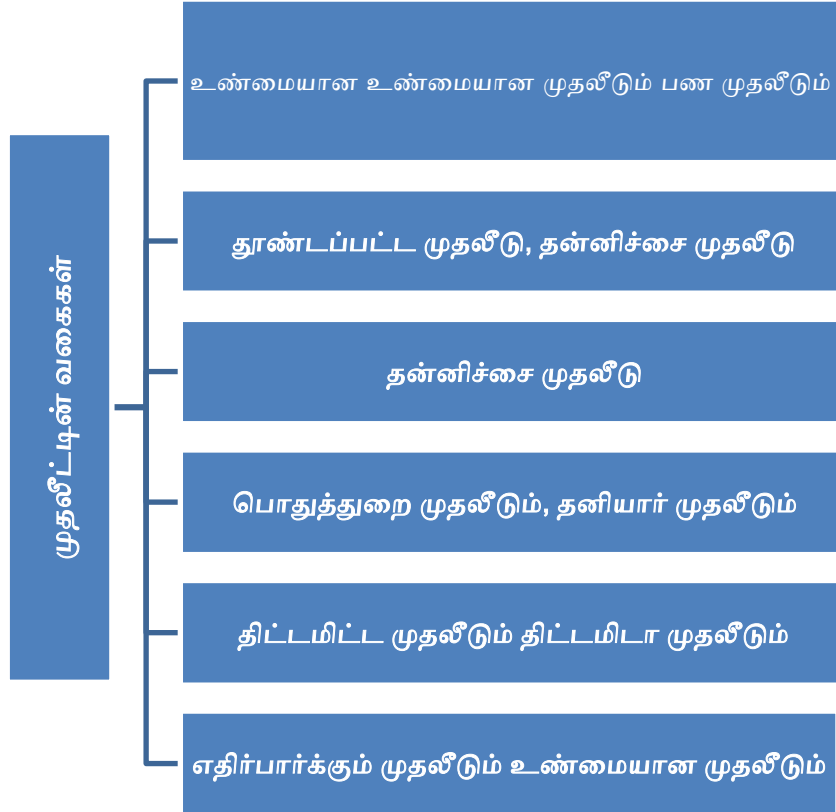 முதலீட்டின் வகைகள்
உண்மையான உண்மையான முதலீடும் பண முதலீடும்
தூண்டப்பட்ட முதலீடு, தன்னிச்சை முதலீடு
தன்னிச்சை முதலீடு
பொதுத்துறை முதலீடும், தனியார் முதலீடும்
திட்டமிட்ட முதலீடும் திட்டமிடா முதலீடும்
எதிர்பார்க்கும் முதலீடும் உண்மையான முதலீடும்